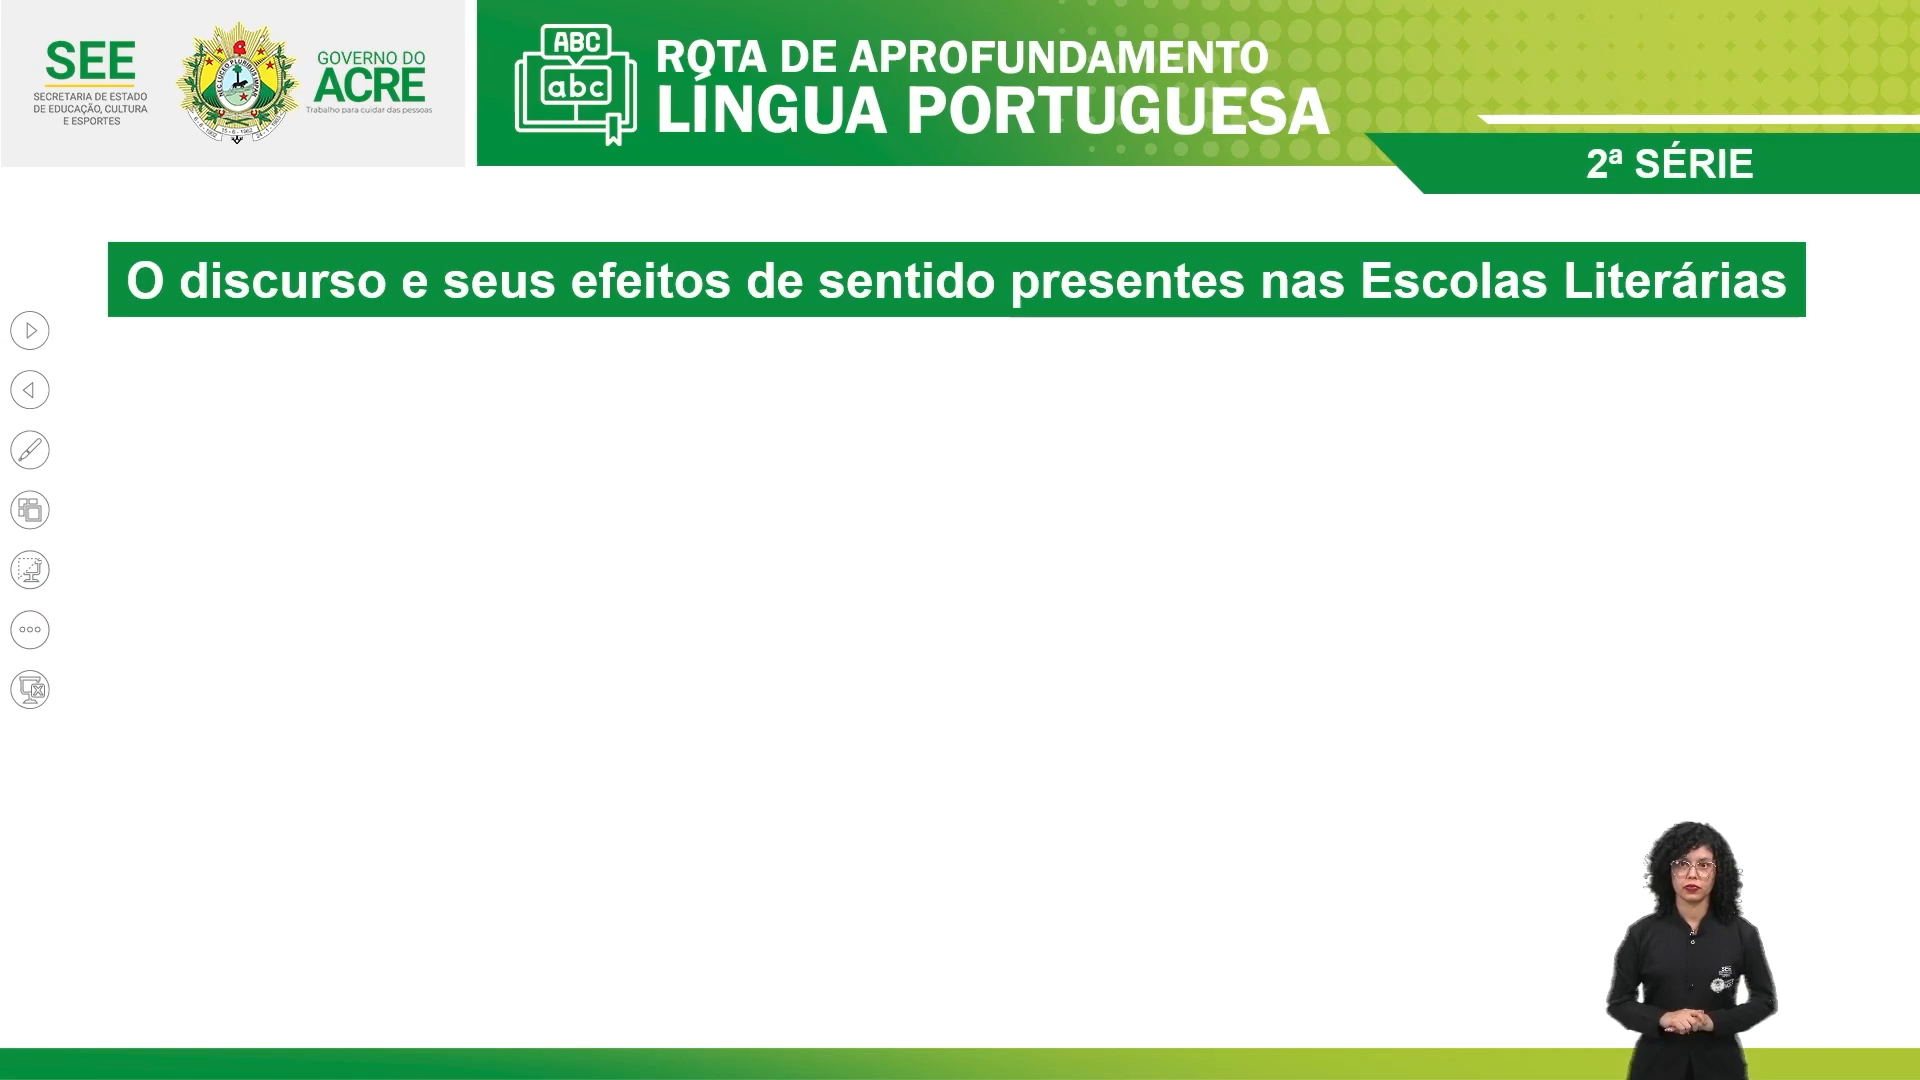 SEE
SECRETARIA DE ESTADO
DE EDUCAÇÃO, CULTURA
E ESPORTES
GOVERNO DO
ACRE
Trabalho para cuidar das pessoas
ABC
abc
ROTA DE APROFUNDAMENTO
LÍNGUA PORTUGUESA
2ª SÉRIE
O discurso e seus efeitos de sentido presentes nas Escolas Literárias